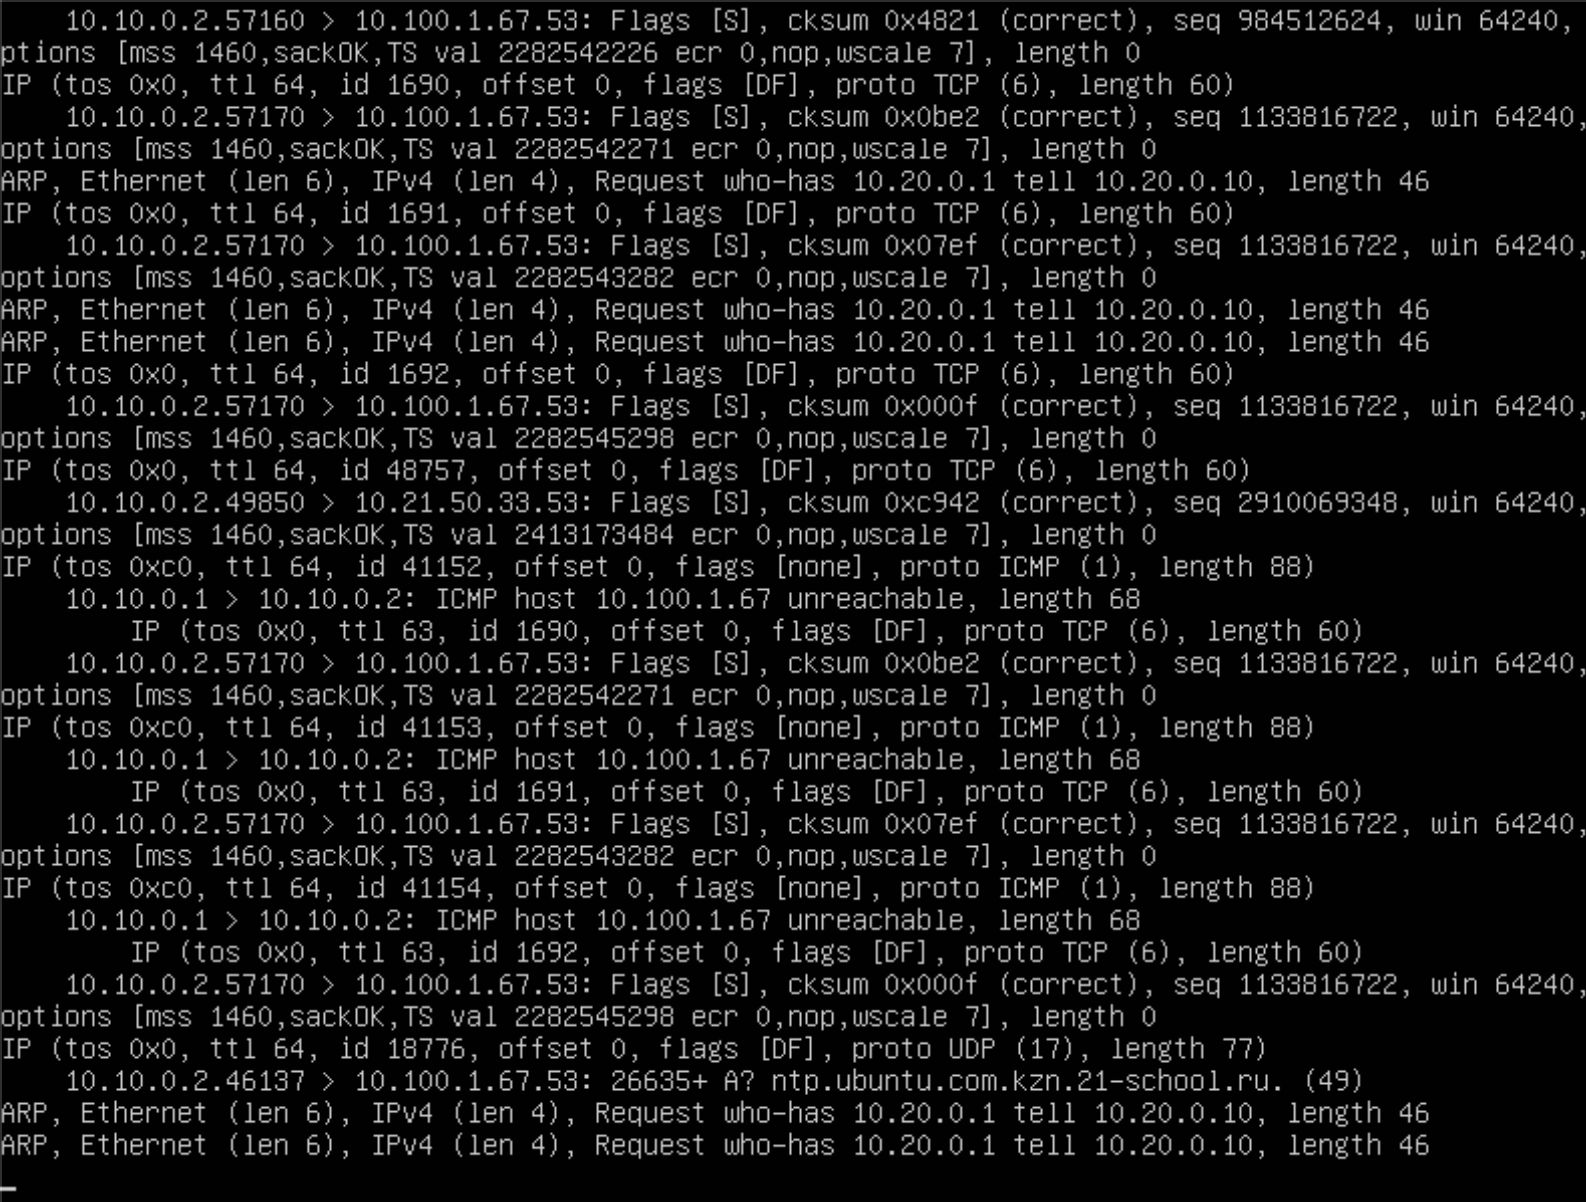 10.10.0.2.57160 > 10.100.1.67.53: Flags [S], cksum 0x4821 (correct), seq 984512624, win 64240,
ptions [mss 1460,sackOK,TS val 2282542226 ecr 0,nop,wscale 7], length 0
IP (tos 0x0, ttl 64, id 1690, offset 0, flags [DF], proto TCP (6), length 60)
    10.10.0.2.57170 > 10.100.1.67.53: Flags [S], cksum 0x0be2 (correct), seq 1133816722, win 64240,
options [mss 1460,sackOK,TS val 2282542271 ecr 0,nop,wscale 7], length 0
ARP, Ethernet (len 6), IPv4 (len 4), Request who-has 10.20.0.1 tell 10.20.0.10, length 46
IP (tos 0x0, ttl 64, id 1691, offset 0, flags [DF], proto TCP (6), length 60)
    10.10.0.2.57170 > 10.100.1.67.53: Flags [S], cksum 0x07ef (correct), seq 1133816722, win 64240,
options [mss 1460,sackOK,TS val 2282543282 ecr 0,nop,wscale 7], length 0
ARP, Ethernet (len 6), IPv4 (len 4), Request who-has 10.20.0.1 tell 10.20.0.10, length 46
ARP, Ethernet (len 6), IPv4 (len 4), Request who-has 10.20.0.1 tell 10.20.0.10, length 46
IP (tos 0x0, ttl 64, id 1692, offset 0, flags [DF], proto TCP (6), length 60)
    10.10.0.2.57170 > 10.100.1.67.53: Flags [S], cksum 0x000f (correct), seq 1133816722, win 64240,
options [mss 1460,sackOK,TS val 2282545298 ecr 0,nop,wscale 7], length 0
IP (tos 0x0, ttl 64, id 48757, offset 0, flags [DF], proto TCP (6), length 60)
    10.10.0.2.49850 > 10.21.50.33.53: Flags [S], cksum 0xc942 (correct), seq 2910069348, win 64240,
options [mss 1460,sackOK,TS val 2413173484 ecr 0,nop,wscale 7], length 0
IP (tos 0xc0, ttl 64, id 41152, offset 0, flags [none], proto ICMP (1), length 88)
    10.10.0.1 > 10.10.0.2: ICMP host 10.100.1.67 unreachable, length 68
        IP (tos 0x0, ttl 63, id 1690, offset 0, flags [DF], proto TCP (6), length 60)
    10.10.0.2.57170 > 10.100.1.67.53: Flags [S], cksum 0x0be2 (correct), seq 1133816722, win 64240,
options [mss 1460,sackOK,TS val 2282542271 ecr 0,nop,wscale 7], length 0
IP (tos 0xc0, ttl 64, id 41153, offset 0, flags [none], proto ICMP (1), length 88)
    10.10.0.1 > 10.10.0.2: ICMP host 10.100.1.67 unreachable, length 68
        IP (tos 0x0, ttl 63, id 1691, offset 0, flags [DF], proto TCP (6), length 60)
    10.10.0.2.57170 > 10.100.1.67.53: Flags [S], cksum 0x07ef (correct), seq 1133816722, win 64240,
options [mss 1460,sackOK,TS val 2282543282 ecr 0,nop,wscale 7], length 0
IP (tos 0xc0, ttl 64, id 41154, offset 0, flags [none], proto ICMP (1), length 88)
    10.10.0.1 > 10.10.0.2: ICMP host 10.100.1.67 unreachable, length 68
        IP (tos 0x0, ttl 63, id 1692, offset 0, flags [DF], proto TCP (6), length 60)
    10.10.0.2.57170 > 10.100.1.67.53: Flags [S], cksum 0x000f (correct), seq 1133816722, win 64240,
options [mss 1460,sackOK,TS val 2282545298 ecr 0,nop,wscale 7], length 0
IP (tos 0x0, ttl 64, id 18776, offset 0, flags [DF], proto UDP (17), length 77)
    10.10.0.2.46137 > 10.100.1.67.53: 26635+ A? ntp.ubuntu.com.kzn.21-school.ru. (49)
ARP, Ethernet (len 6), IPv4 (len 4), Request who-has 10.20.0.1 tell 10.20.0.10, length 46
ARP, Ethernet (len 6), IPv4 (len 4), Request who-has 10.20.0.1 tell 10.20.0.10, length 46